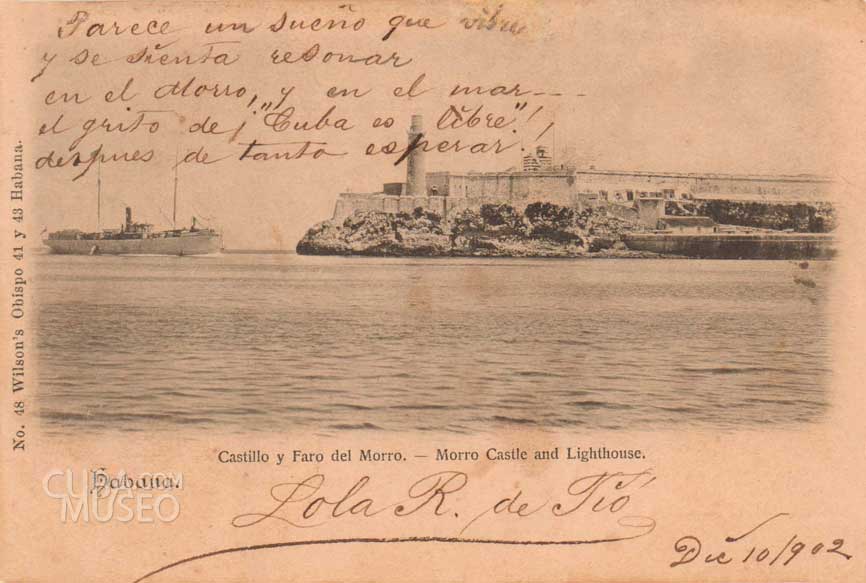 Parece un sueño que vibre
y se sienta resonar
en el Morro, y en el mar---
el grito de ¡"Cuba es libre"!
despues de tanto esperar!
No. 48 Wilson's Obispo 41 y 43 Habana.
Castillo y Faro del Morro. — Morro Castle and Lighthouse.
Habana.
CUBA.COM
MUSEO
Lola R. de Tió
Dic 10/902